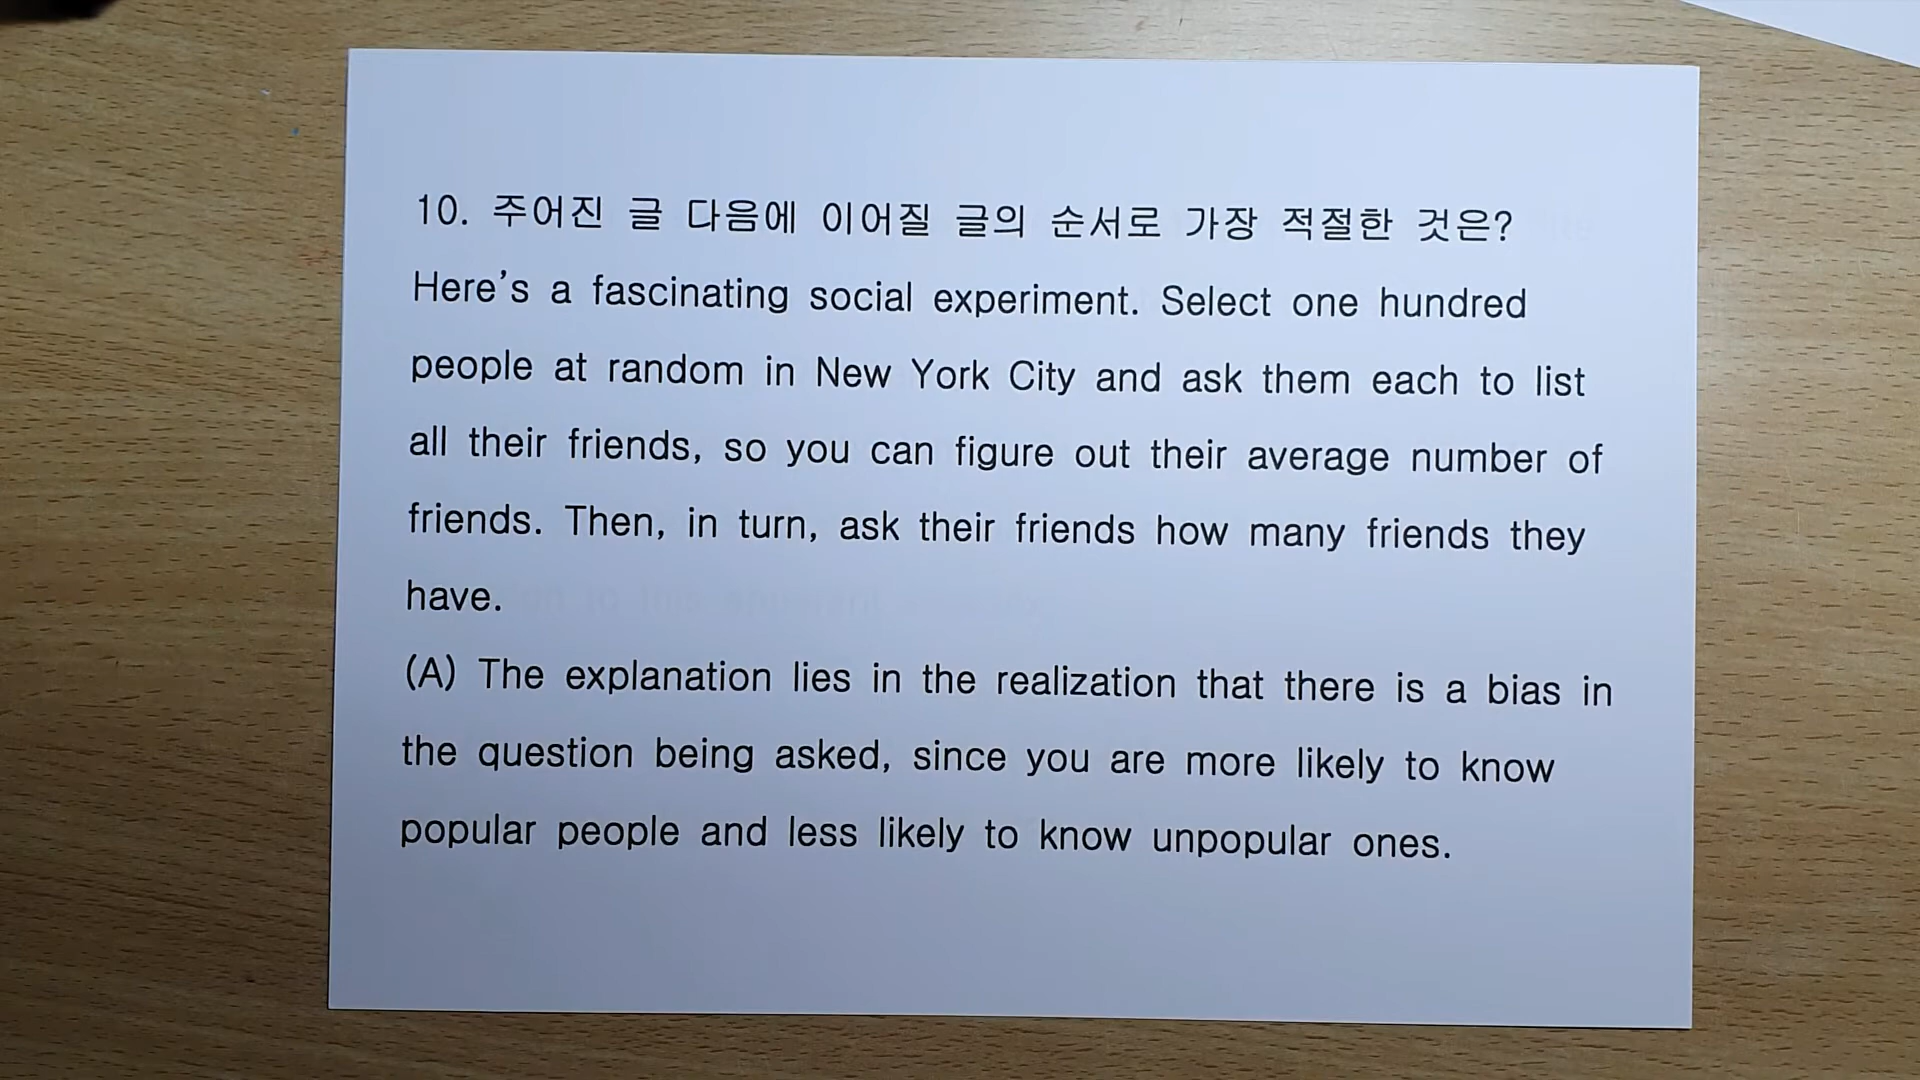 10. 주어진 글 다음에 이어질 글의 순서로 가장 적절한 것은?
Here's a fascinating social experiment. Select one hundred
people at random in New York City and ask them each to list
all their friends, so you can figure out their average number of
friends. Then, in turn, ask their friends how many friends they
have.
(A) The explanation lies in the realization that there is a bias in
the question being asked, since you are more likely to know
popular people and less likely to know unpopular ones.